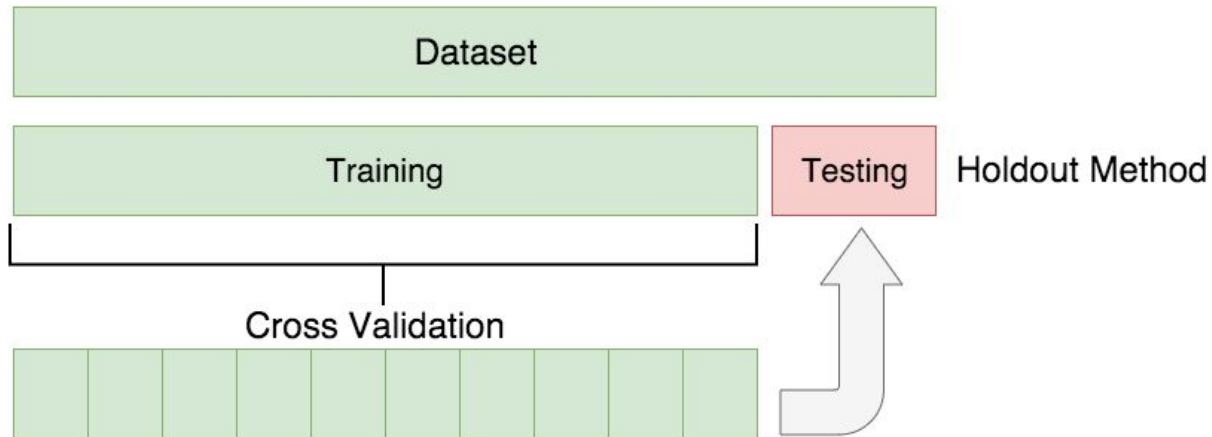 Dataset
Training
Testing
Holdout Method
Cross Validation